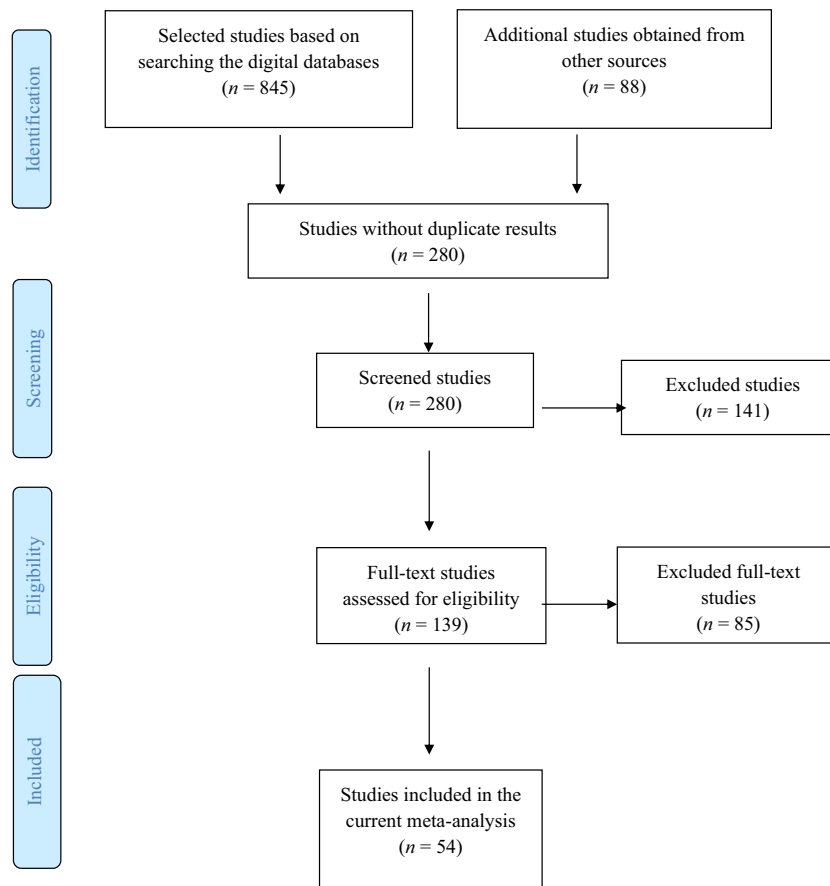 Identification
Selected studies based on
searching the digital databases
(n = 845)
Additional studies obtained from
other sources
(n = 88)
Studies without duplicate results
(n = 280)
Screening
Screened studies
(n = 280)
Excluded studies
(n = 141)
Eligibility
Full-text studies
assessed for eligibility
(n = 139)
Excluded full-text
studies
(n = 85)
Included
Studies included in the
current meta-analysis
(n = 54)